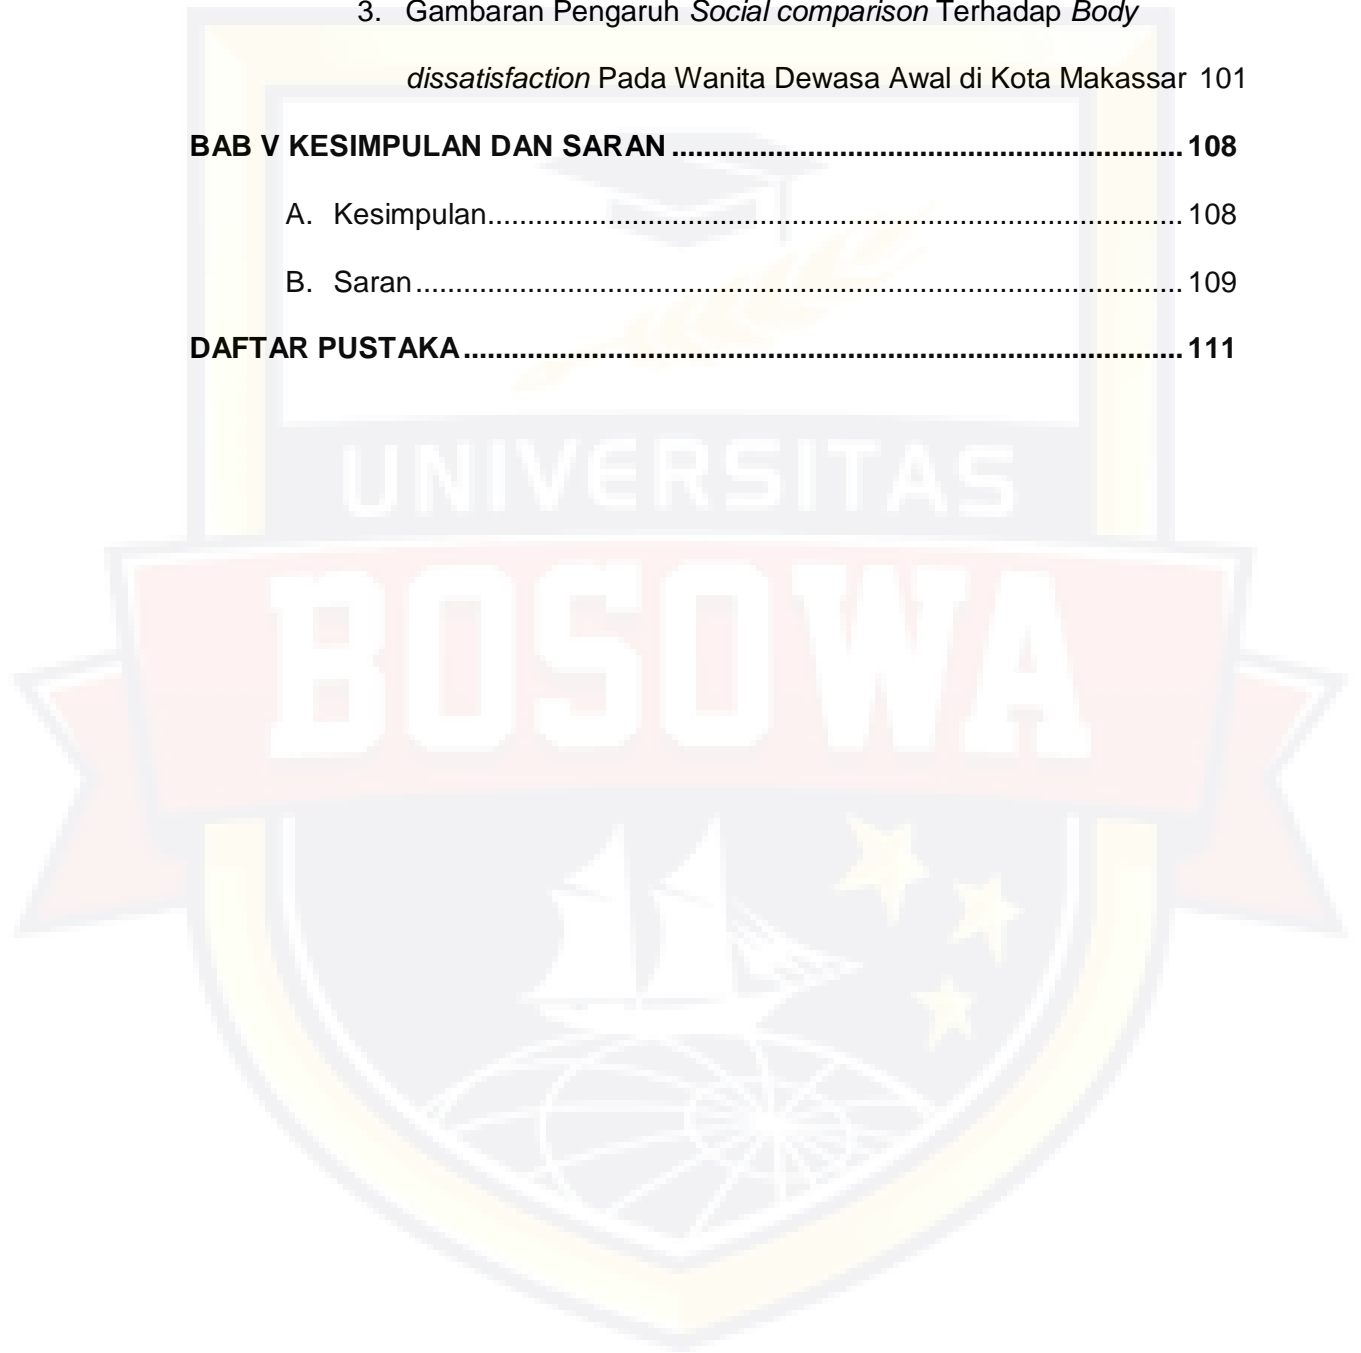 3. Gambaran Pengaruh Social comparison Terhadap Body
dissatisfaction Pada Wanita Dewasa Awal di Kota Makassar 101
BAB V KESIMPULAN DAN SARAN ................................................................ 108
A. Kesimpulan....................................................................................... 108
B. Saran................................................................................................ 109
DAFTAR PUSTAKA.......................................................................................... 111
UNIVERSITAS
BOSOWA